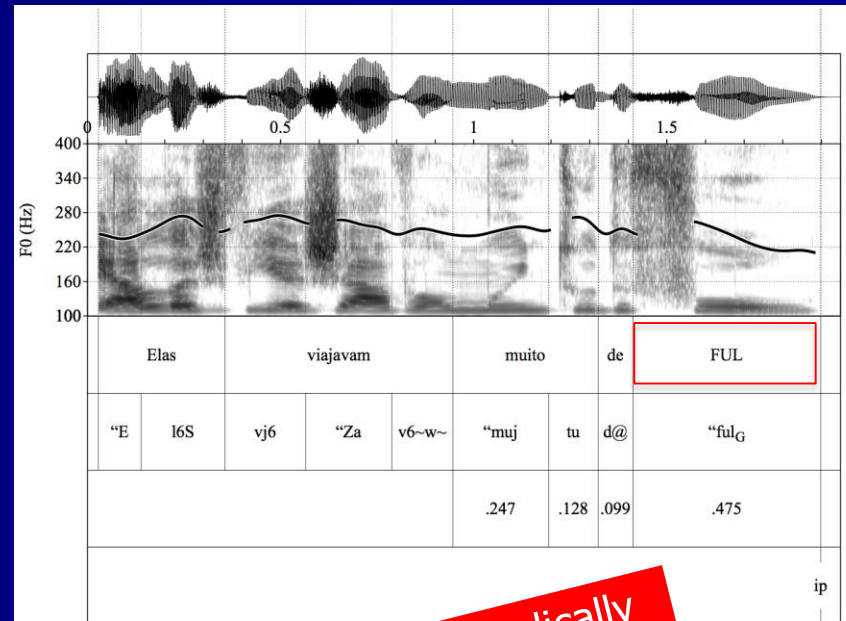 0 0.5 1 1.5
400
340
280
220
160
100
F0 (Hz)
Elas viajavam muito de FUL
“E l6S vj6 “Za v6~w~ “muj tu d@ “fulG
.247 .128 .099 .475
ip